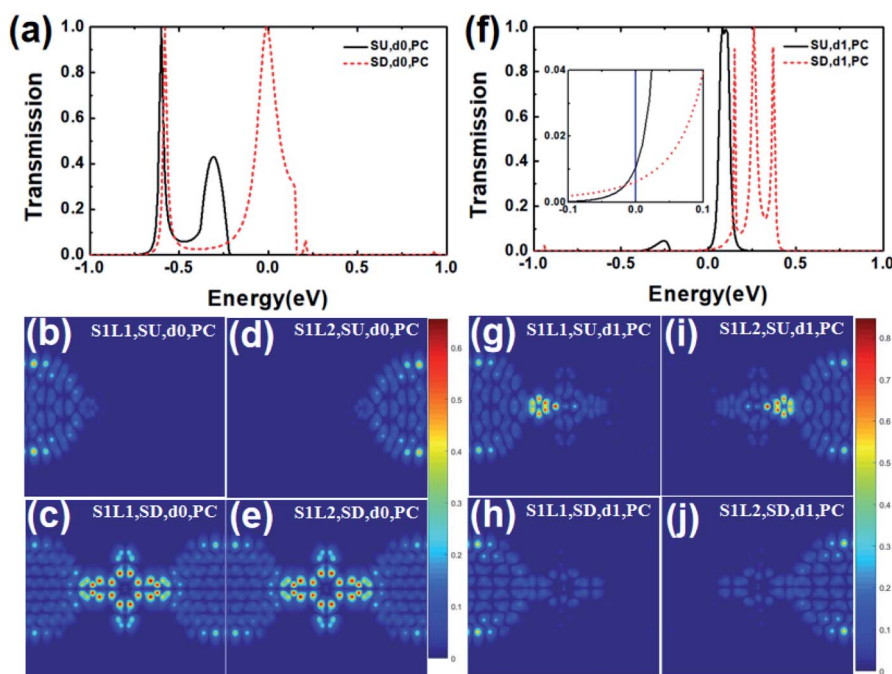 (a)
SU,d0,PC
SD,d0,PC
Transmission
1.0
0.8
0.6
0.4
0.2
0.0
-1.0
-0.5
0.0
0.5
1.0
Energy(eV)
(f)
SU,d1,PC
SD,d1,PC
Transmission
1.0
0.8
0.6
0.4
0.2
0.0
0.04
0.02
0.00
-0.1
0.0
0.1
-1.0
-0.5
0.0
0.5
1.0
Energy(eV)
(b)
S1L1,SU,d0,PC
(d)
S1L2,SU,d0,PC
(c)
S1L1,SD,d0,PC
(e)
S1L2,SD,d0,PC
0.6
0.5
0.4
0.3
0.2
0.1
0
(g)
S1L1,SU,d1,PC
(i)
S1L2,SU,d1,PC
(h)
S1L1,SD,d1,PC
(j)
S1L2,SD,d1,PC
0.8
0.7
0.6
0.5
0.4
0.3
0.2
0.1
0